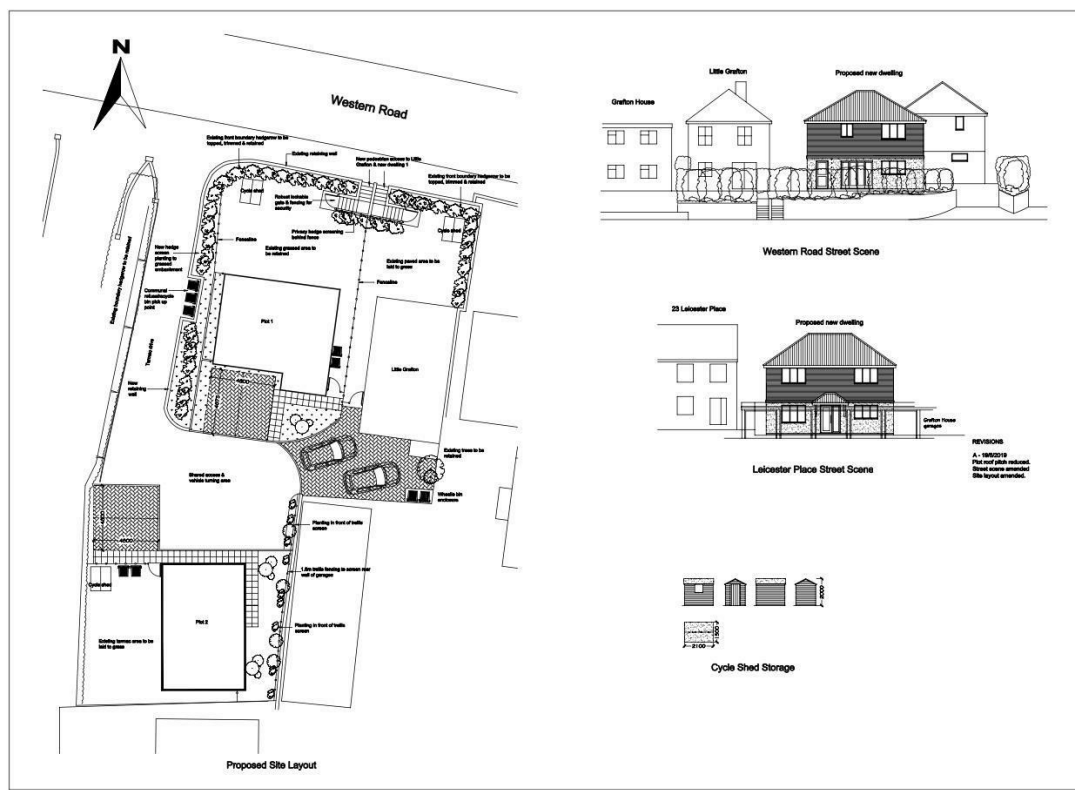 N
Western Road
Existing front boundary hedgerow to be
topped, trimmed & retained
Existing retaining wall
New pedestrian access to Little
Grafton & new dwelling 1
Existing front boundary hedgerow to be
topped, trimmed & retained
Cycle shed
Robust lockable
gate & fencing for
security
Privacy hedge screening
behind fence
Cycle shed
Fenceline
Existing grassed area to
be retained
Existing paved area to be
laid to grass
Fenceline
New hedge
screen
planting to
grassed
embankment
Existing boundary hedgerow to be retained
Communal
refuse/recycle
bin pick up
point
Plot 1
Tarmac drive
Little Grafton
New
retaining
wall
4800
Existing trees to be
retained
Shared access &
vehicle turning area
Wheelie bin
enclosure
Planting in front of trellis
screen
4800
1.8m trellis fencing to screen rear
wall of garages
Cycle shed
Plot 2
Planting in front of trellis
screen
Existing tarmac area to be
laid to grass
Proposed Site Layout
Little Grafton
Proposed new dwelling
Grafton House
Western Road Street Scene
23 Leicester Place
Proposed new dwelling
Grafton House
garages
Leicester Place Street Scene
REVISIONS
A - 19/8/2019
Plot roof pitch reduced.
Street scene amended
Site layout amended.
2000
1500
2100
Cycle Shed Storage